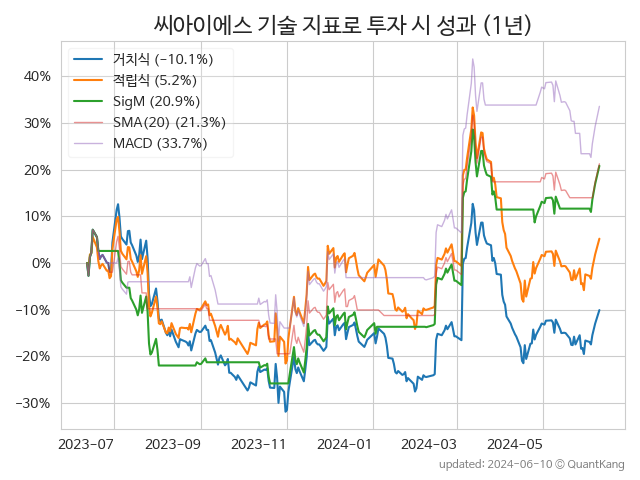 씨아이에스 기술 지표로 투자 시 성과 (1년)
거치식 (−10.1%)
적립식 (5.2%)
SigM (20.9%)
SMA(20) (21.3%)
MACD (33.7%)
40%
30%
20%
10%
0%
−10%
−20%
−30%
2023−07
2023−09
2023−11
2024−01
2024−03
2024−05
updated: 2024−06−10 ⓒ QuantKang